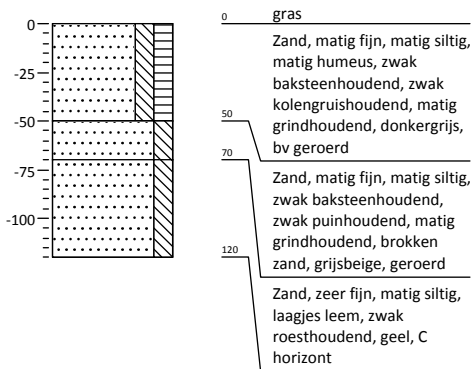 0
-25
-50
-75
-100
0 gras
Zand, matig fijn, matig siltig,
matig humeus, zwak
baksteenhoudend, zwak
kolengruishoudend, matig
grindhoudend, donkergrijs,
bv geroerd
50
Zand, matig fijn, matig siltig,
zwak baksteenhoudend,
zwak puinhoudend, matig
grindhoudend, brokken
zand, grijsbeige, geroerd
70
Zand, zeer fijn, matig siltig,
laagjes leem, zwak
roesthoudend, geel, C
horizont
120